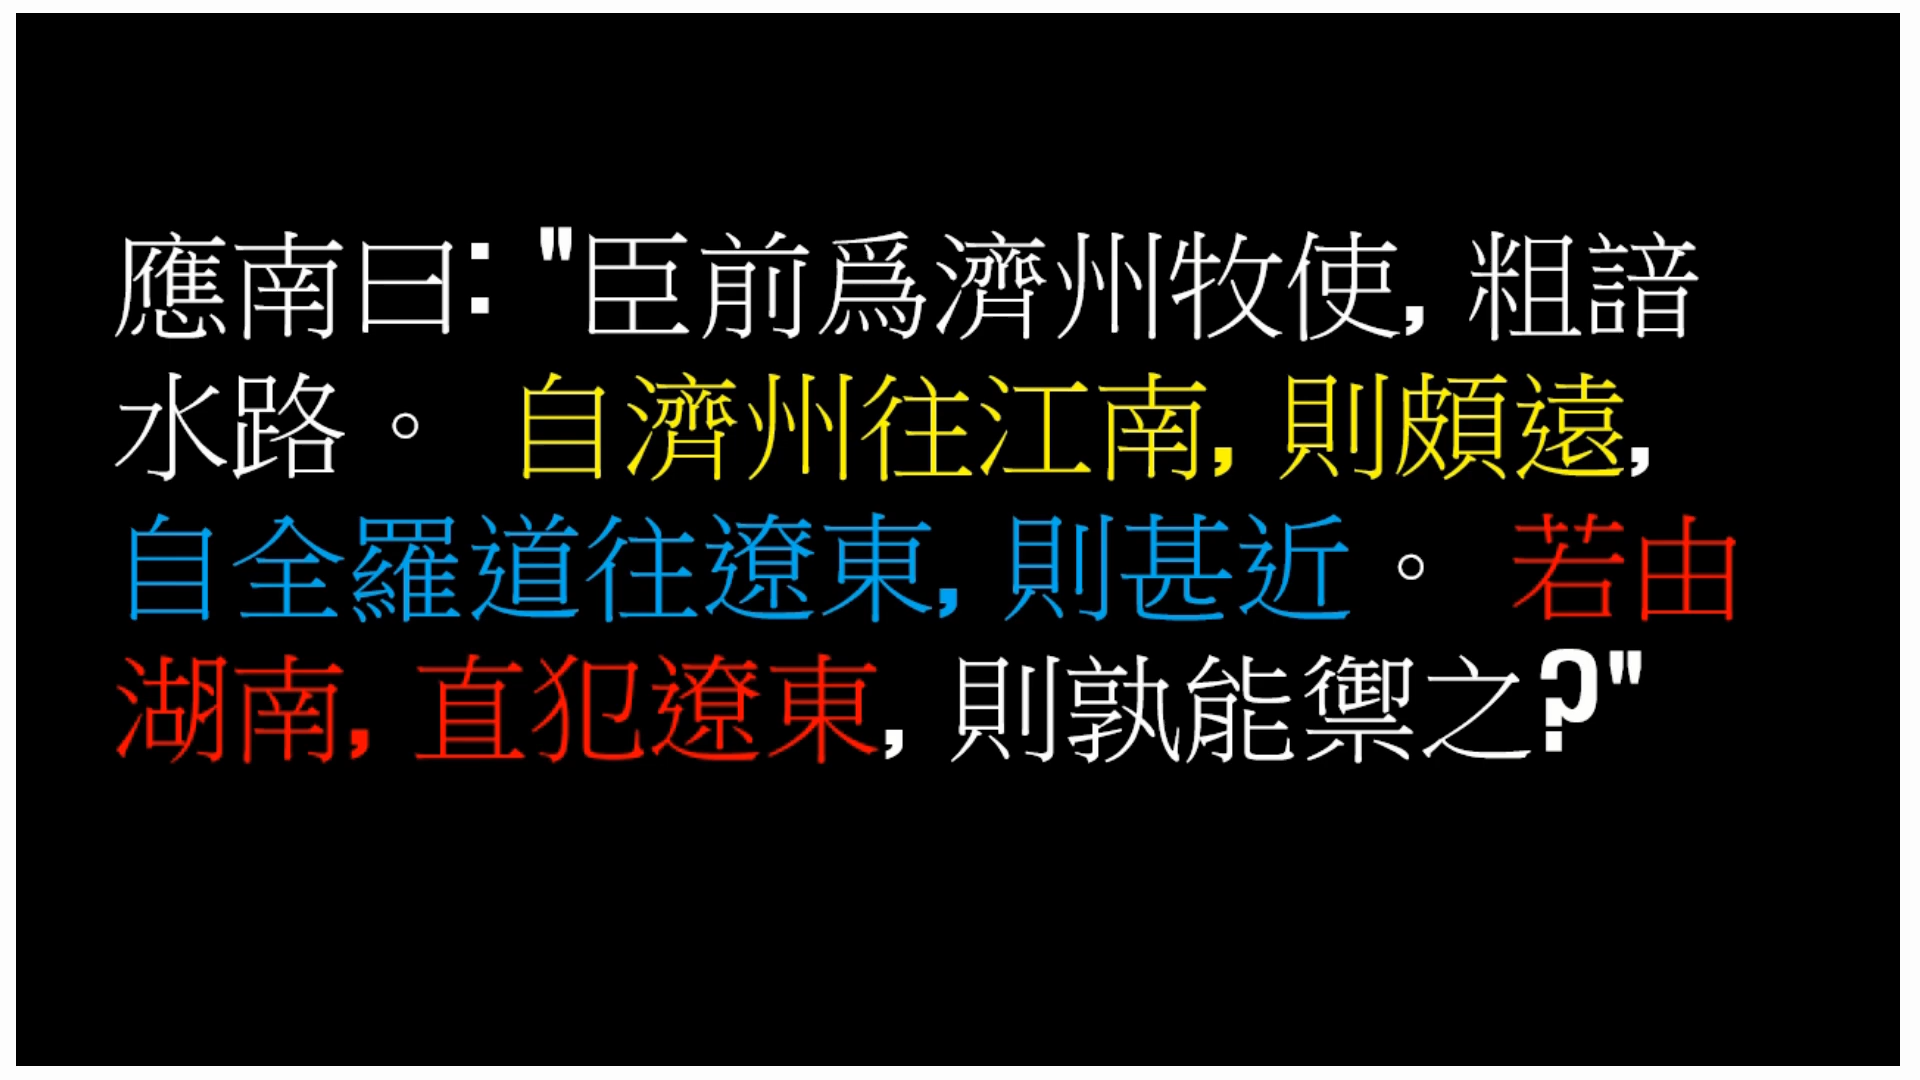 應南曰: "臣前爲濟州牧使, 粗諳
水路。 自濟州往江南, 則頗遠,
自全羅道往遼東, 則甚近。 若由
湖南, 直犯遼東, 則孰能禦之?"